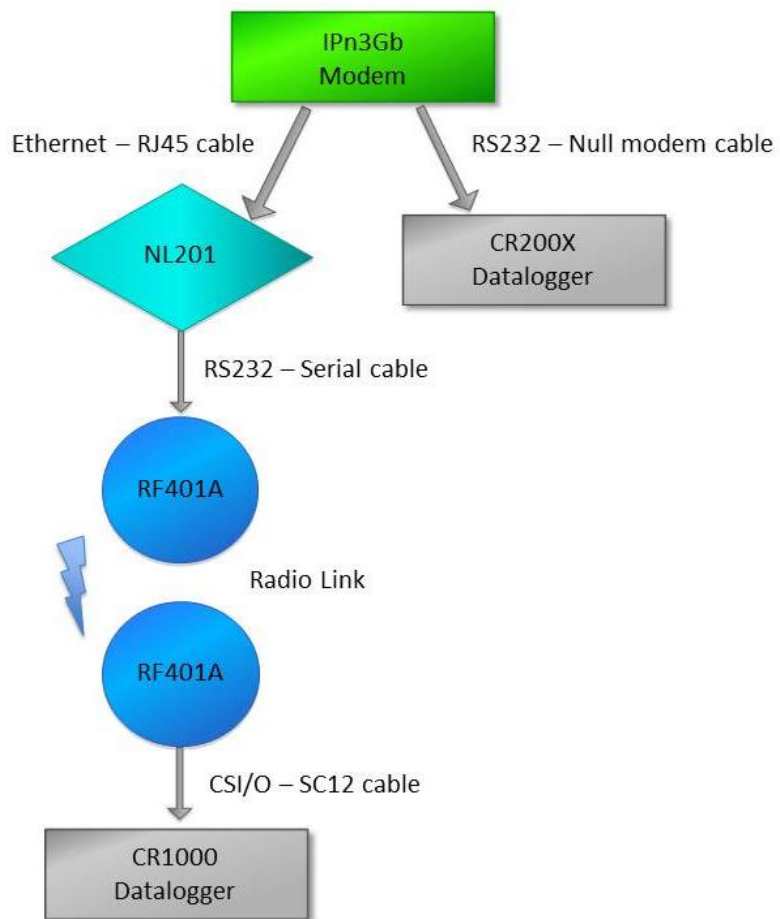 IPn3Gb
Modem
Ethernet – RJ45 cable
RS232 – Null modem cable
NL201
CR200X
Datalogger
RS232 – Serial cable
RF401A
Radio Link
RF401A
CSI/O – SC12 cable
CR1000
Datalogger